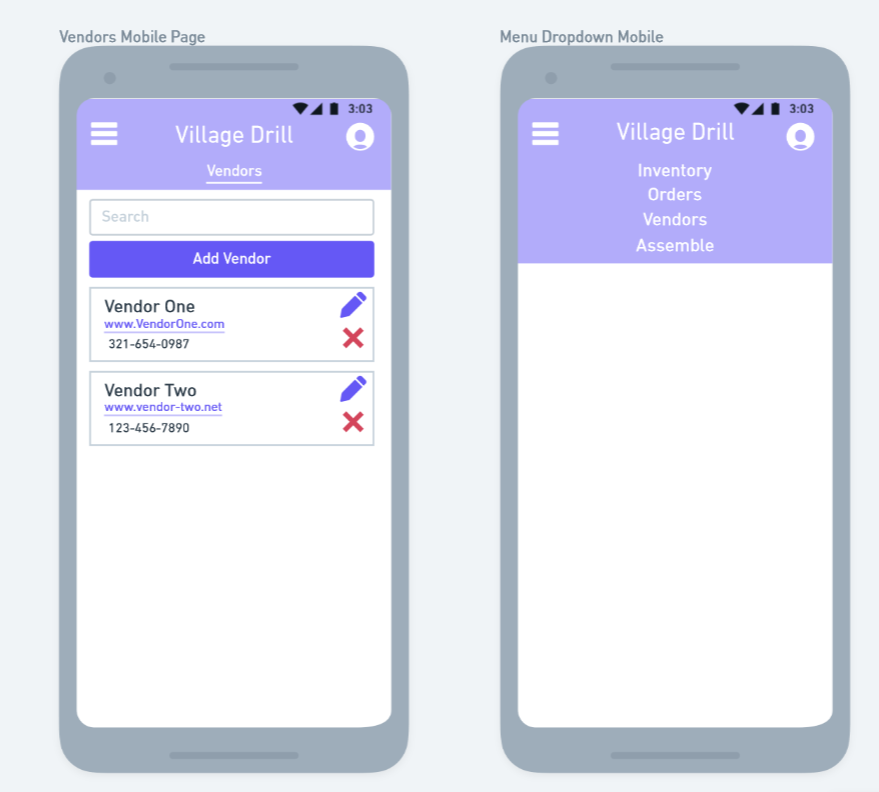 Vendors Mobile Page
3:03
Village Drill
Vendors
Search
Add Vendor
Vendor One
www.VendorOne.com
321-654-0987
Vendor Two
www.vendor-two.net
123-456-7890
Menu Dropdown Mobile
3:03
Village Drill
Inventory
Orders
Vendors
Assemble